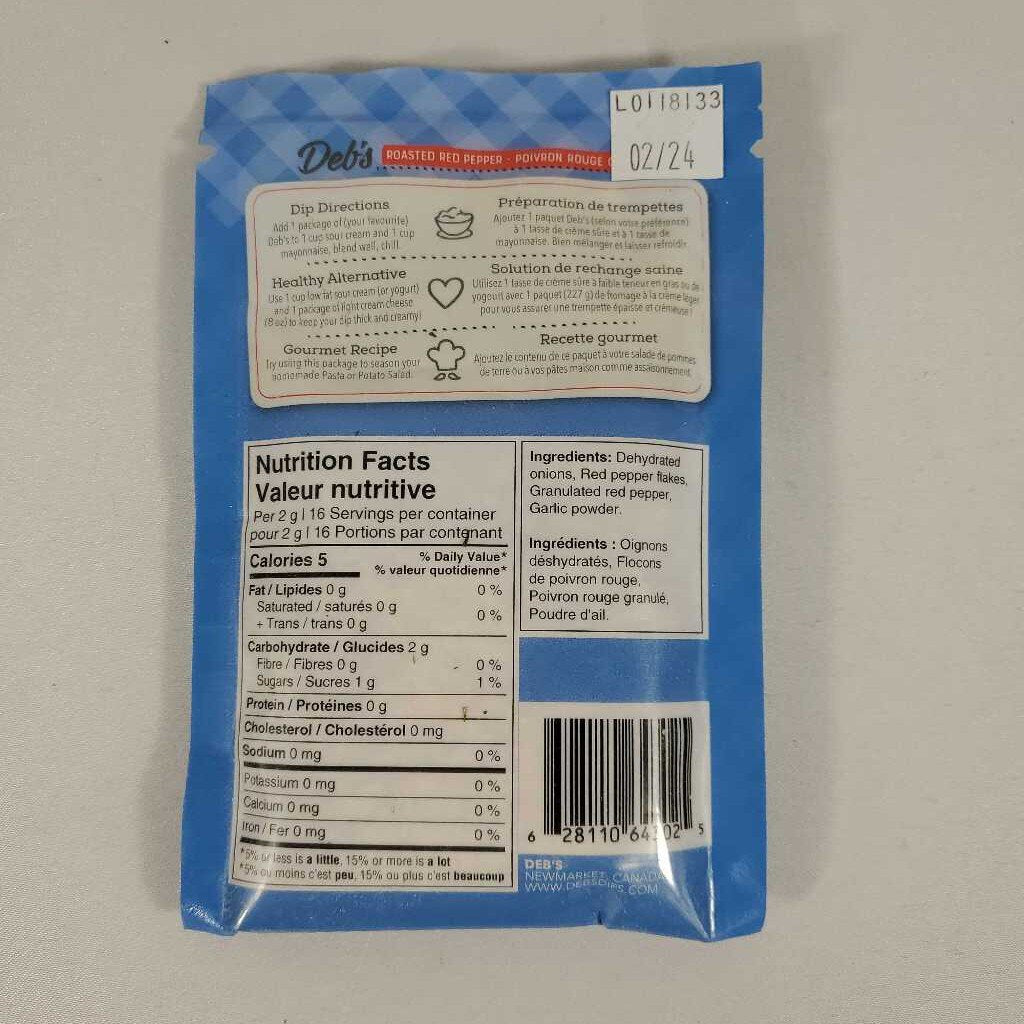 L0118133
02/24
Deb's ROASTED RED PEPPER - POIVRON ROUGE
Dip Directions
Add 1 package of (your favourite)
Deb's to 1 cup sour cream and 1 cup
mayonnaise, blend well, chill.
Préparation de trempettes
Ajoutez 1 paquet Deb's (selon votre préférence)
à 1 tasse de crème sûre et à 1 tasse de
mayonnaise. Bien mélanger et laisser refroidir.
Healthy Alternative
Use 1 cup low fat sour cream (or yogurt)
and 1 package of light cream cheese
(8 oz) to keep your dip thick and creamy!
Solution de rechange saine
Utilisez 1 tasse de crème sûre à faible teneur en gras ou de
yogourt avec 1 paquet (227 g) de fromage à la crème léger
pour vous assurer une trempette épaisse et crémeuse!
Gourmet Recipe
Try using this package to season your
homemade Pasta or Potato Salad.
Recette gourmet
Ajoutez le contenu de ce paquet à votre salade de pommes
de terre ou à vos pâtes maison comme assaisonnement.
Nutrition Facts
Valeur nutritive
Per 2 g | 16 Servings per container
pour 2 g | 16 Portions par contenant
Calories 5 % Daily Value*
% valeur quotidienne*
Fat / Lipides 0 g 0 %
Saturated / saturés 0 g
+ Trans / trans 0 g 0 %
Carbohydrate / Glucides 2 g
Fibre / Fibres 0 g 0 %
Sugars / Sucres 1 g 1 %
Protein / Protéines 0 g
Cholesterol / Cholestérol 0 mg
Sodium 0 mg 0 %
Potassium 0 mg 0 %
Calcium 0 mg 0 %
Iron / Fer 0 mg 0 %
*5% or less is a little, 15% or more is a lot
*5% ou moins c'est peu, 15% ou plus c'est beaucoup
Ingredients: Dehydrated
onions, Red pepper flakes,
Granulated red pepper,
Garlic powder.
Ingrédients : Oignons
déshydratés, Flocons
de poivron rouge,
Poivron rouge granulé,
Poudre d'ail.
6 28110 64302 5
DEB'S
NEWMARKET, CANADA
WWW.DEBSDIPS.COM